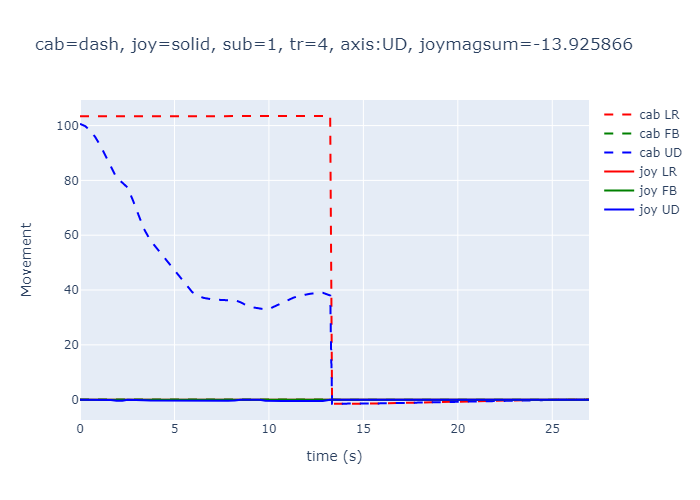 cab=dash, joy=solid, sub=1, tr=4, axis:UD, joymagsum=-13.925866
cab LR
cab FB
cab UD
joy LR
joy FB
joy UD
Movement
100
80
60
40
20
0
0 5 10 15 20 25
time (s)